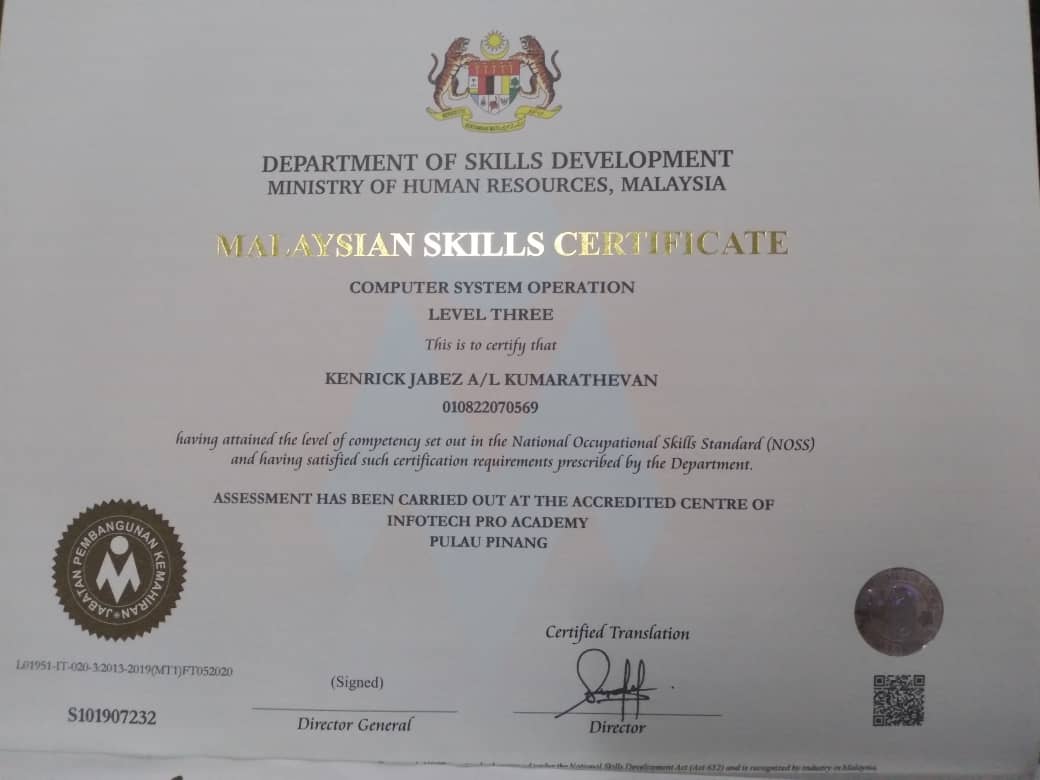 DEPARTMENT OF SKILLS DEVELOPMENT
MINISTRY OF HUMAN RESOURCES, MALAYSIA
MALAYSIAN SKILLS CERTIFICATE
COMPUTER SYSTEM OPERATION
LEVEL THREE
This is to certify that
KENRICK JABEZ A/L KUMARATHEVAN
010822070569
having attained the level of competency set out in the National Occupational Skills Standard (NOSS)
and having satisfied such certification requirements prescribed by the Department.
ASSESSMENT HAS BEEN CARRIED OUT AT THE ACCREDITED CENTRE OF
INFOTECH PRO ACADEMY
PULAU PINANG
JABATAN PEMBANGUNAN KEMAHIRAN
Certified Translation
L01951-IT-020-3/2013-2019(MT1)FT052020
(Signed)
S101907232
Director General
Director
under the National Skills Development Act (Act 652) and is recognized by industry in Malaysia.